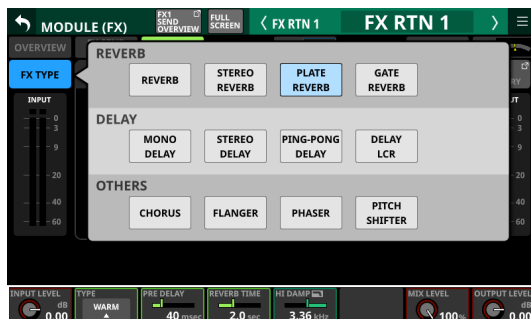 MODULE (FX)
FX1
SEND
OVERVIEW
FULL
SCREEN
FX RTN 1
FX RTN 1
OVERVIEW
FX TYPE
REVERB
REVERB
STEREO
REVERB
PLATE
REVERB
GATE
REVERB
DELAY
MONO
DELAY
STEREO
DELAY
PING-PONG
DELAY
DELAY
LCR
OTHERS
CHORUS
FLANGER
PHASER
PITCH
SHIFTER
INPUT
0
3
9
20
40
60
0
3
9
20
40
60
INPUT LEVEL
dB
0.00
TYPE
WARM
PRE DELAY
40 msec
REVERB TIME
2.0 sec
HI DAMP
3.36 kHz
MIX LEVEL
100%
OUTPUT LEVEL
dB
0.00